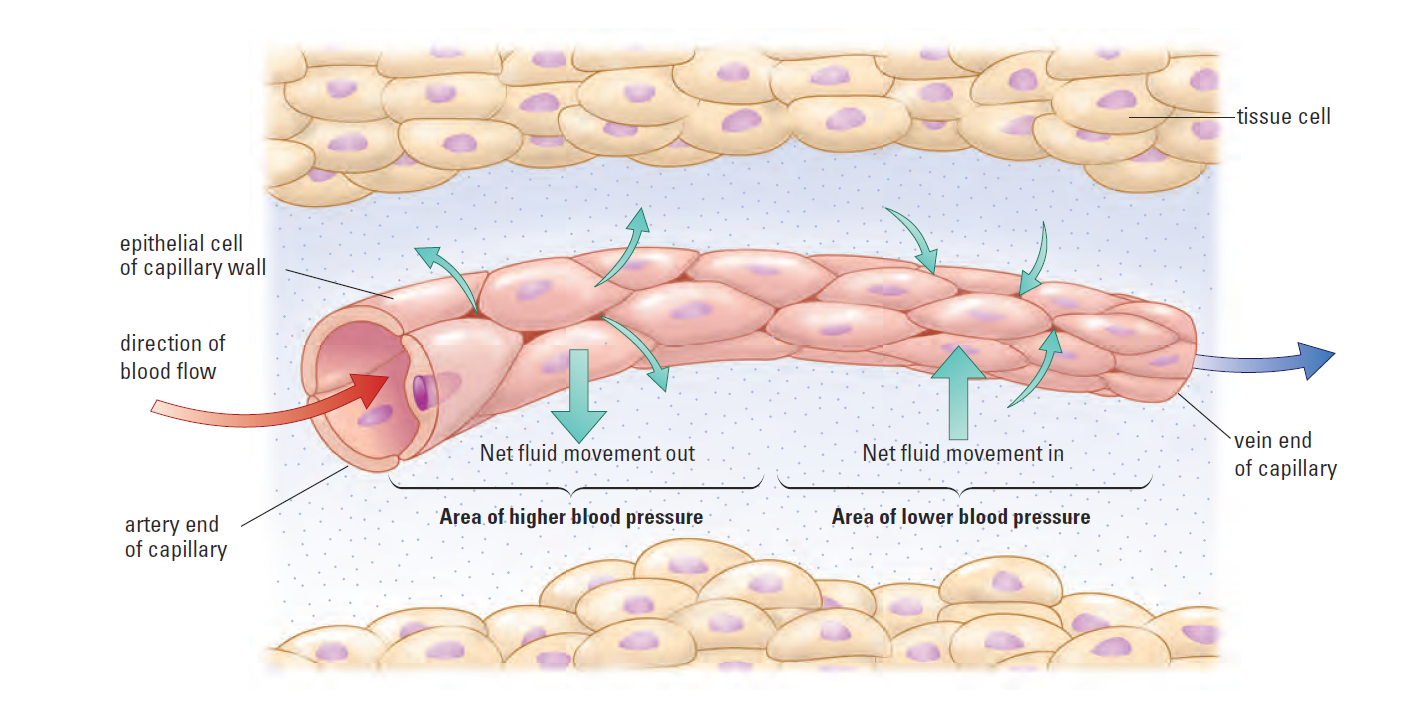 tissue cell
epithelial cell
of capillary wall
direction of
blood flow
Net fluid movement out
Net fluid movement in
vein end
of capillary
Area of higher blood pressure
Area of lower blood pressure
artery end
of capillary